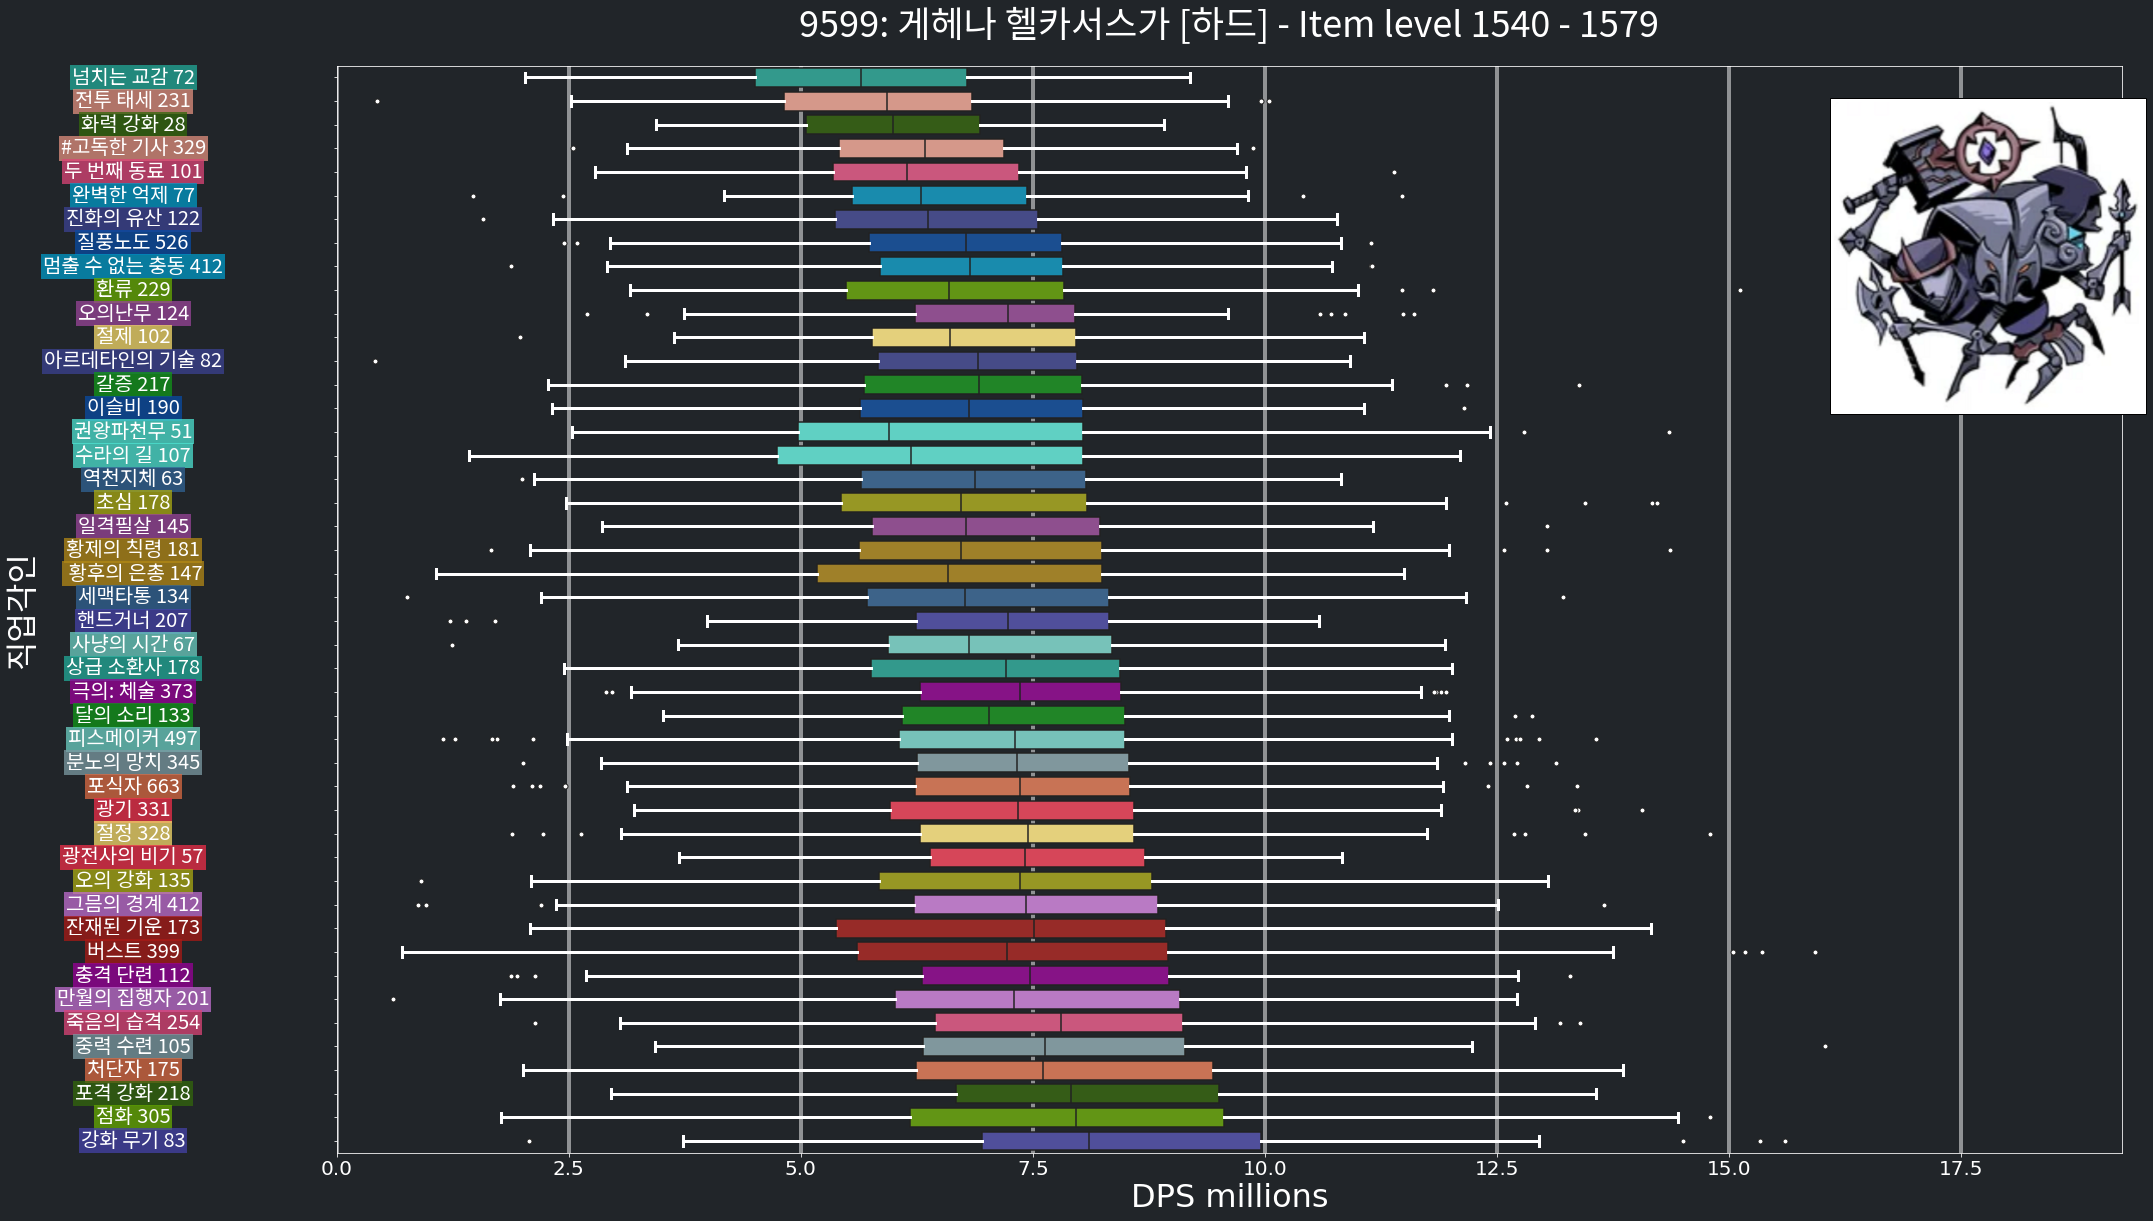 9599: 게헤나 헬카서스가 [하드] - Item level 1540 - 1579
직업각인
넘치는 교감 72
전투 태세 231
화력 강화 28
#고독한 기사 329
두 번째 동료 101
완벽한 억제 77
진화의 유산 122
질풍노도 526
멈출 수 없는 충동 412
환류 229
오의난무 124
절제 102
아르데타인의 기술 82
갈증 217
이슬비 190
권왕파천무 51
수라의 길 107
역천지체 63
초심 178
일격필살 145
황제의 칙령 181
황후의 은총 147
세맥타통 134
핸드거너 207
사냥의 시간 67
상급 소환사 178
극의: 체술 373
달의 소리 133
피스메이커 497
분노의 망치 345
포식자 663
광기 331
절정 328
광전사의 비기 57
오의 강화 135
그믐의 경계 412
잔재된 기운 173
버스트 399
충격 단련 112
만월의 집행자 201
죽음의 습격 254
중력 수련 105
처단자 175
포격 강화 218
점화 305
강화 무기 83
0.0 2.5 5.0 7.5 10.0 12.5 15.0 17.5
DPS millions